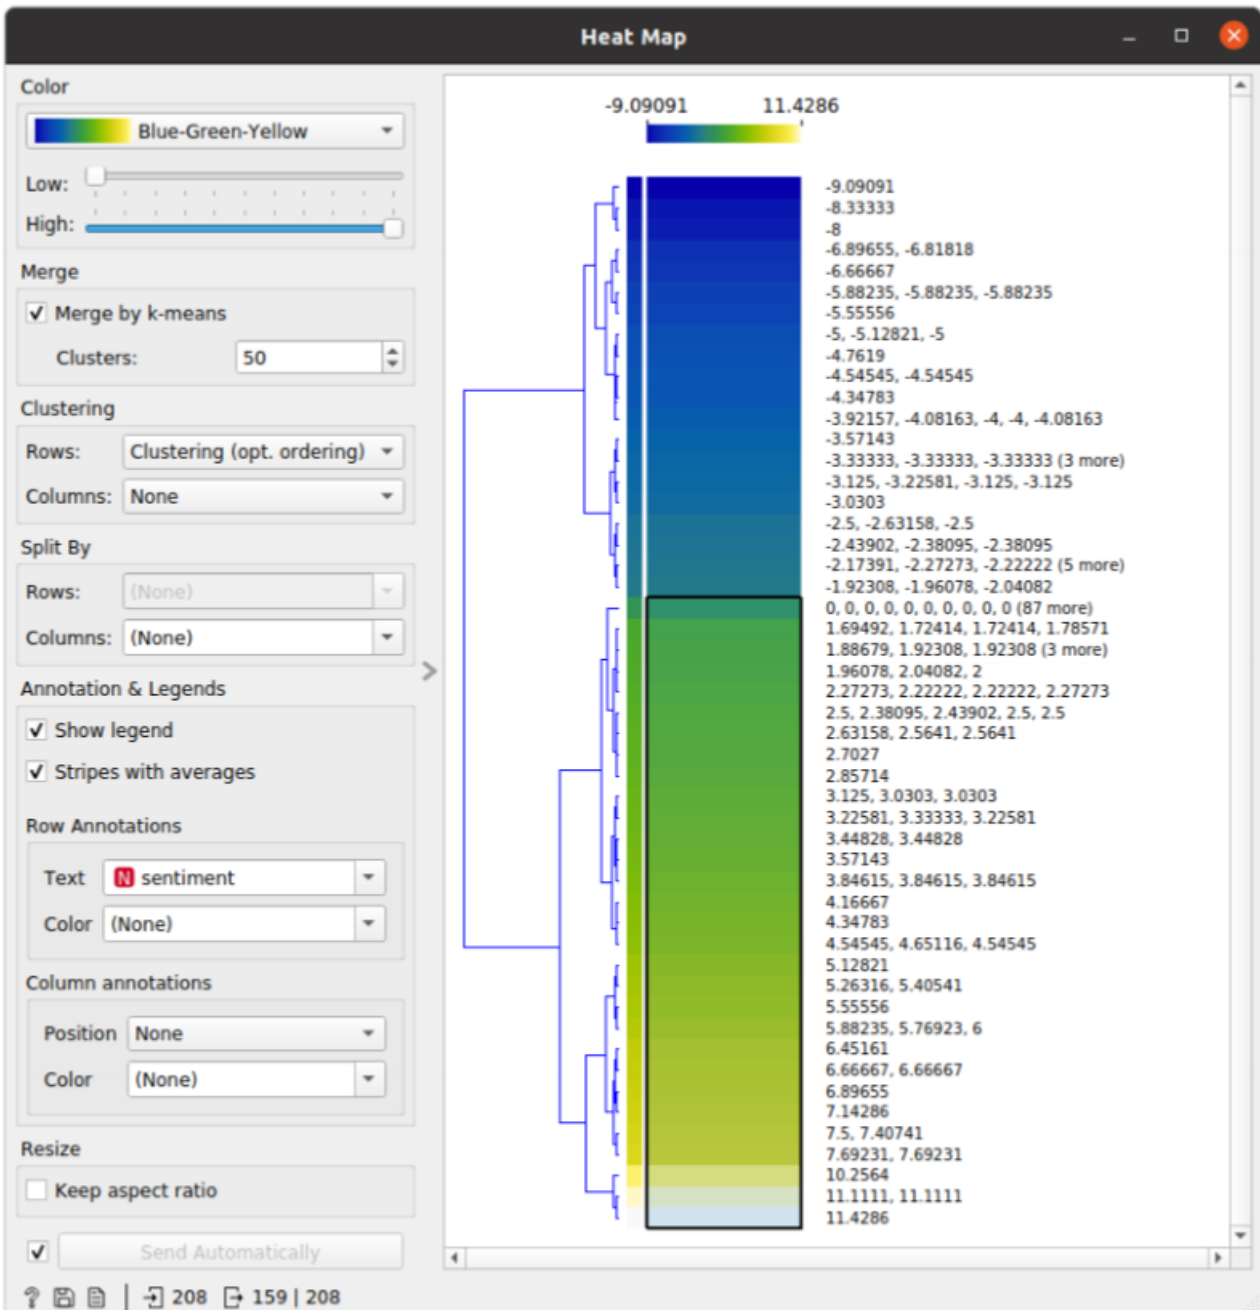 Heat Map
Color
Blue-Green-Yellow
Low:
High:
Merge
Merge by k-means
Clusters: 50
Clustering
Rows: Clustering (opt. ordering)
Columns: None
Split By
Rows: (None)
Columns: (None)
Annotation & Legends
Show legend
Stripes with averages
Row Annotations
Text N sentiment
Color (None)
Column annotations
Position None
Color (None)
Resize
Keep aspect ratio
Send Automatically
? 208 159 | 208
-9.09091 11.4286
-9.09091
-8.33333
-8
-6.89655, -6.81818
-6.66667
-5.88235, -5.88235, -5.88235
-5.55556
-5, -5.12821, -5
-4.7619
-4.54545, -4.54545
-4.34783
-3.92157, -4.08163, -4, -4, -4.08163
-3.57143
-3.33333, -3.33333, -3.33333 (3 more)
-3.125, -3.22581, -3.125, -3.125
-3.0303
-2.5, -2.63158, -2.5
-2.43902, -2.38095, -2.38095
-2.17391, -2.27273, -2.22222 (5 more)
-1.92308, -1.96078, -2.04082
0, 0, 0, 0, 0, 0, 0, 0, 0, 0 (87 more)
1.69492, 1.72414, 1.72414, 1.78571
1.88679, 1.92308, 1.92308 (3 more)
1.96078, 2.04082, 2
2.27273, 2.22222, 2.22222, 2.27273
2.5, 2.38095, 2.43902, 2.5, 2.5
2.63158, 2.5641, 2.5641
2.7027
2.85714
3.125, 3.0303, 3.0303
3.22581, 3.33333, 3.22581
3.44828, 3.44828
3.57143
3.84615, 3.84615, 3.84615
4.16667
4.34783
4.54545, 4.65116, 4.54545
5.12821
5.26316, 5.40541
5.55556
5.88235, 5.76923, 6
6.45161
6.66667, 6.66667
6.89655
7.14286
7.5, 7.40741
7.69231, 7.69231
10.2564
11.1111, 11.1111
11.4286